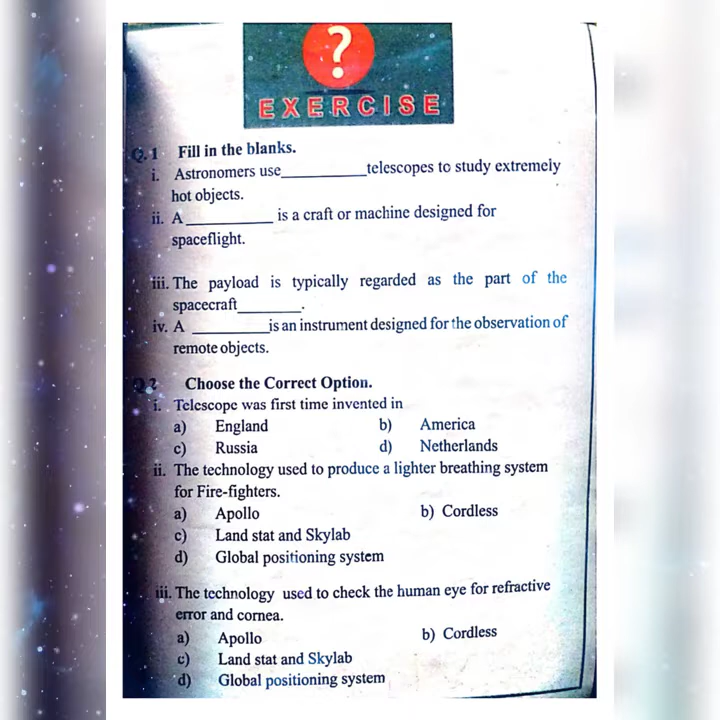 ?
EXERCISE
Q.1 Fill in the blanks.
i. Astronomers use__________telescopes to study extremely
hot objects.
ii. A __________ is a craft or machine designed for
spaceflight.
iii. The payload is typically regarded as the part of the
spacecraft_______.
iv. A _________is an instrument designed for the observation of
remote objects.
Q.2 Choose the Correct Option.
i. Telescope was first time invented in
a) England b) America
c) Russia d) Netherlands
ii. The technology used to produce a lighter breathing system
for Fire-fighters.
a) Apollo b) Cordless
c) Land stat and Skylab
d) Global positioning system
iii. The technology used to check the human eye for refractive
error and cornea.
a) Apollo b) Cordless
c) Land stat and Skylab
d) Global positioning system